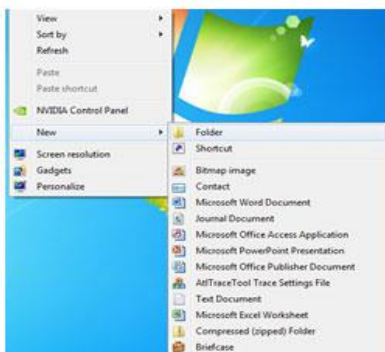 View
Sort by
Refresh
Paste
Paste shortcut
NVIDIA Control Panel
New
Screen resolution
Gadgets
Personalize
Folder
Shortcut
Bitmap image
Contact
Microsoft Word Document
Journal Document
Microsoft Office Access Application
Microsoft PowerPoint Presentation
Microsoft Office Publisher Document
AtlTraceTool Trace Settings File
Text Document
Microsoft Excel Worksheet
Compressed (zipped) Folder
Briefcase